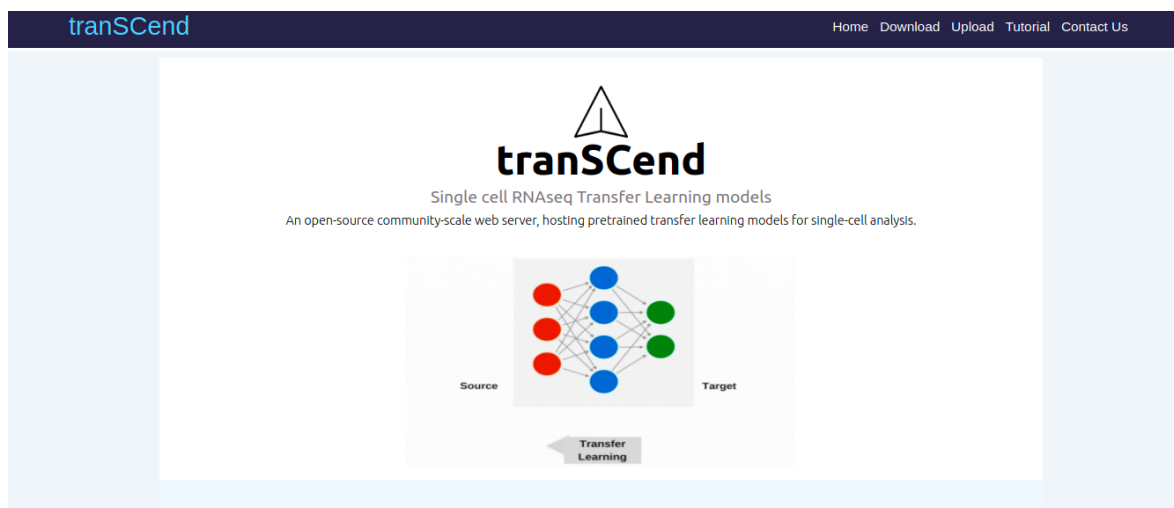 tranSCend
Home Download Upload Tutorial Contact Us
tranSCend
Single cell RNAseq Transfer Learning models
An open-source community-scale web server, hosting pretrained transfer learning models for single-cell analysis.
Source
Target
Transfer
Learning